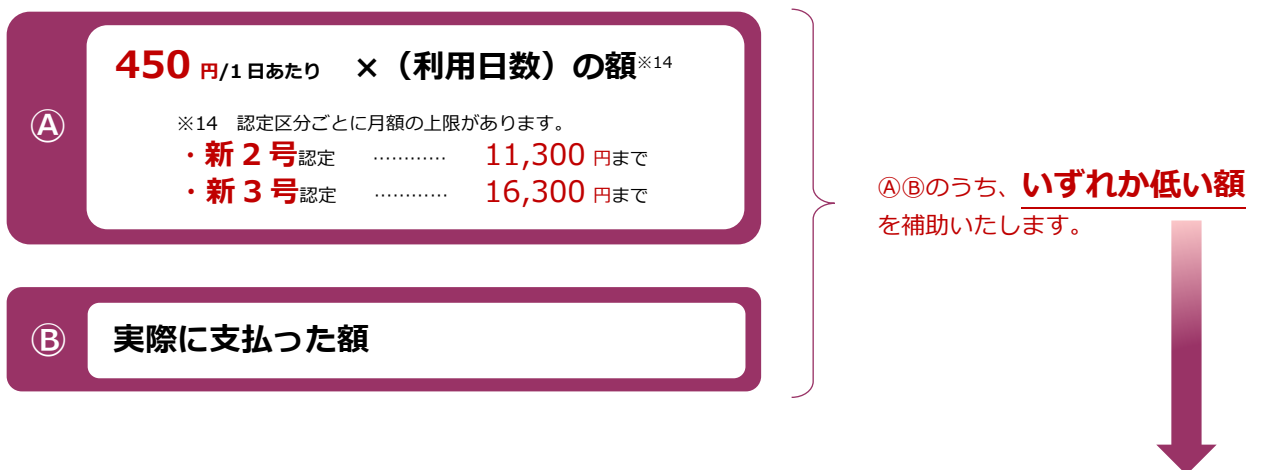 Ⓐ
450 円/1日あたり ×（利用日数）の額※14
※14 認定区分ごとに月額の上限があります。
・新２号認定 ………… 11,300 円まで
・新３号認定 ………… 16,300 円まで
ⒶⒷのうち、いずれか低い額
を補助いたします。
Ⓑ
実際に支払った額